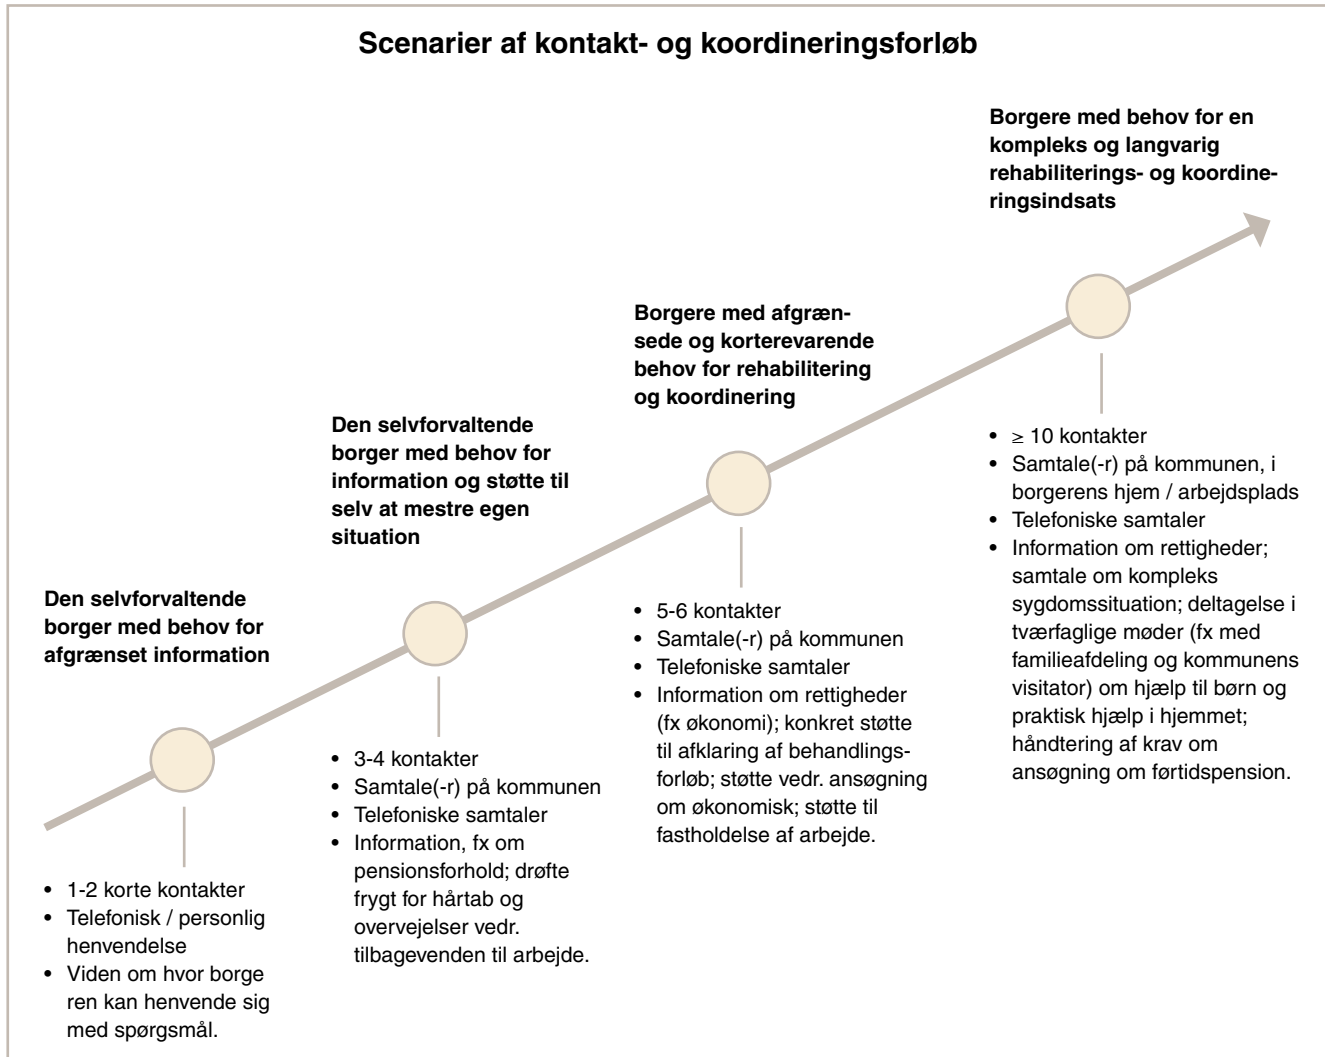 Scenarier af kontakt- og koordineringsforløb
Den selvforvaltende
borger med behov for
afgrænset information
• 1-2 korte kontakter
• Telefonisk / personlig
henvendelse
• Viden om hvor borge
ren kan henvende sig
med spørgsmål.
Den selvforvaltende
borger med behov for
information og støtte til
selv at mestre egen
situation
• 3-4 kontakter
• Samtale(-r) på kommunen
• Telefoniske samtaler
• Information, fx om
pensionsforhold; drøfte
frygt for hårtab og
overvejelser vedr.
tilbagevenden til arbejde.
Borgere med afgræn-
sede og korterevarende
behov for rehabilitering
og koordinering
• 5-6 kontakter
• Samtale(-r) på kommunen
• Telefoniske samtaler
• Information om rettigheder
(fx økonomi); konkret støtte
til afklaring af behandlings-
forløb; støtte vedr. ansøgning
om økonomisk; støtte til
fastholdelse af arbejde.
Borgere med behov for en
kompleks og langvarig
rehabiliterings- og koordine-
ringsindsats
• ≥ 10 kontakter
• Samtale(-r) på kommunen, i
borgerens hjem / arbejdsplads
• Telefoniske samtaler
• Information om rettigheder;
samtale om kompleks
sygdomssituation; deltagelse i
tværfaglige møder (fx med
familieafdeling og kommunens
visitator) om hjælp til børn og
praktisk hjælp i hjemmet;
håndtering af krav om
ansøgning om førtidspension.